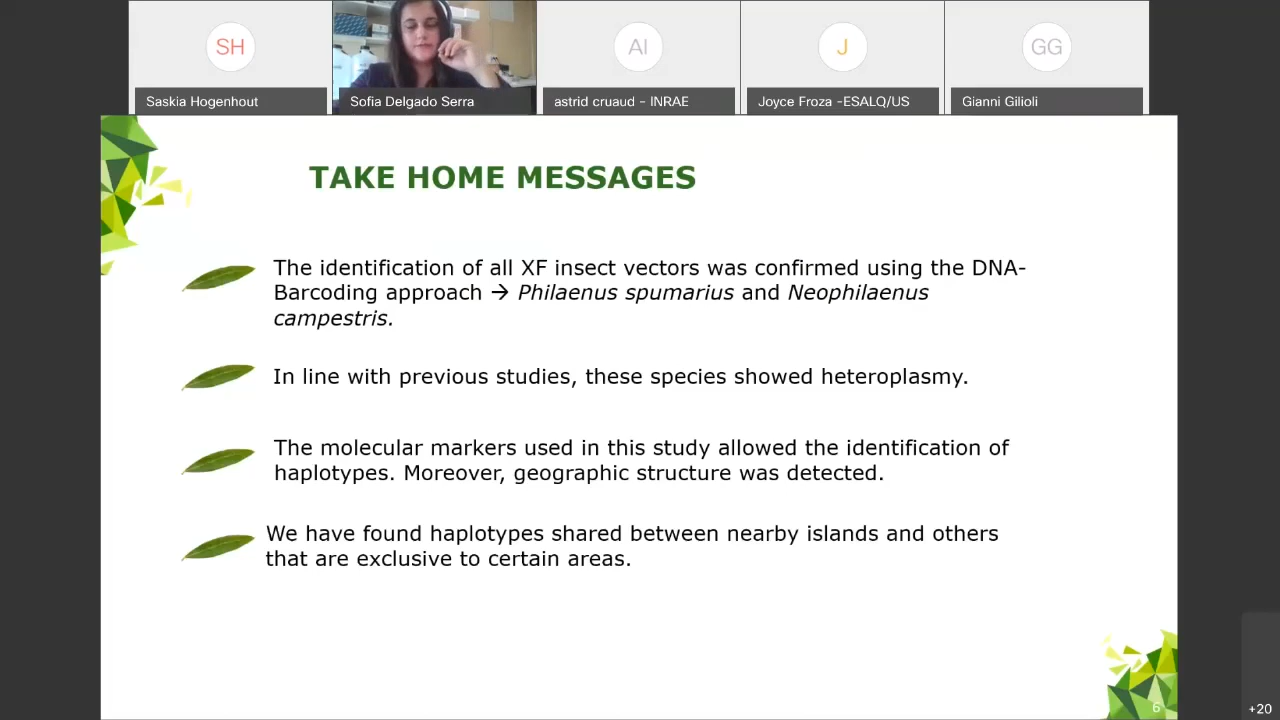 SH
AI
J
GG
Saskia Hogenhout
Sofia Delgado Serra
astrid cruaud - INRAE
Joyce Froza -ESALQ/US
Gianni Gilioli
TAKE HOME MESSAGES
The identification of all XF insect vectors was confirmed using the DNA-
Barcoding approach → Philaenus spumarius and Neophilaenus
campestris.
In line with previous studies, these species showed heteroplasmy.
The molecular markers used in this study allowed the identification of
haplotypes. Moreover, geographic structure was detected.
We have found haplotypes shared between nearby islands and others
that are exclusive to certain areas.
6
+20